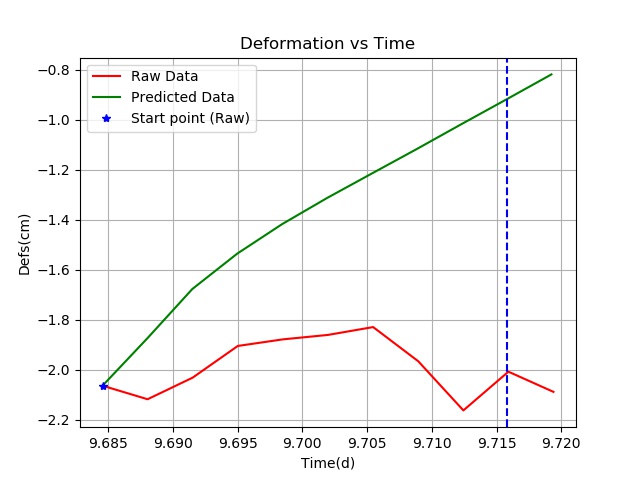 Deformation vs Time
Raw Data
Predicted Data
Start point (Raw)
−0.8
−1.0
−1.2
−1.4
−1.6
−1.8
−2.0
−2.2
Defs(cm)
9.685 9.690 9.695 9.700 9.705 9.710 9.715 9.720
Time(d)